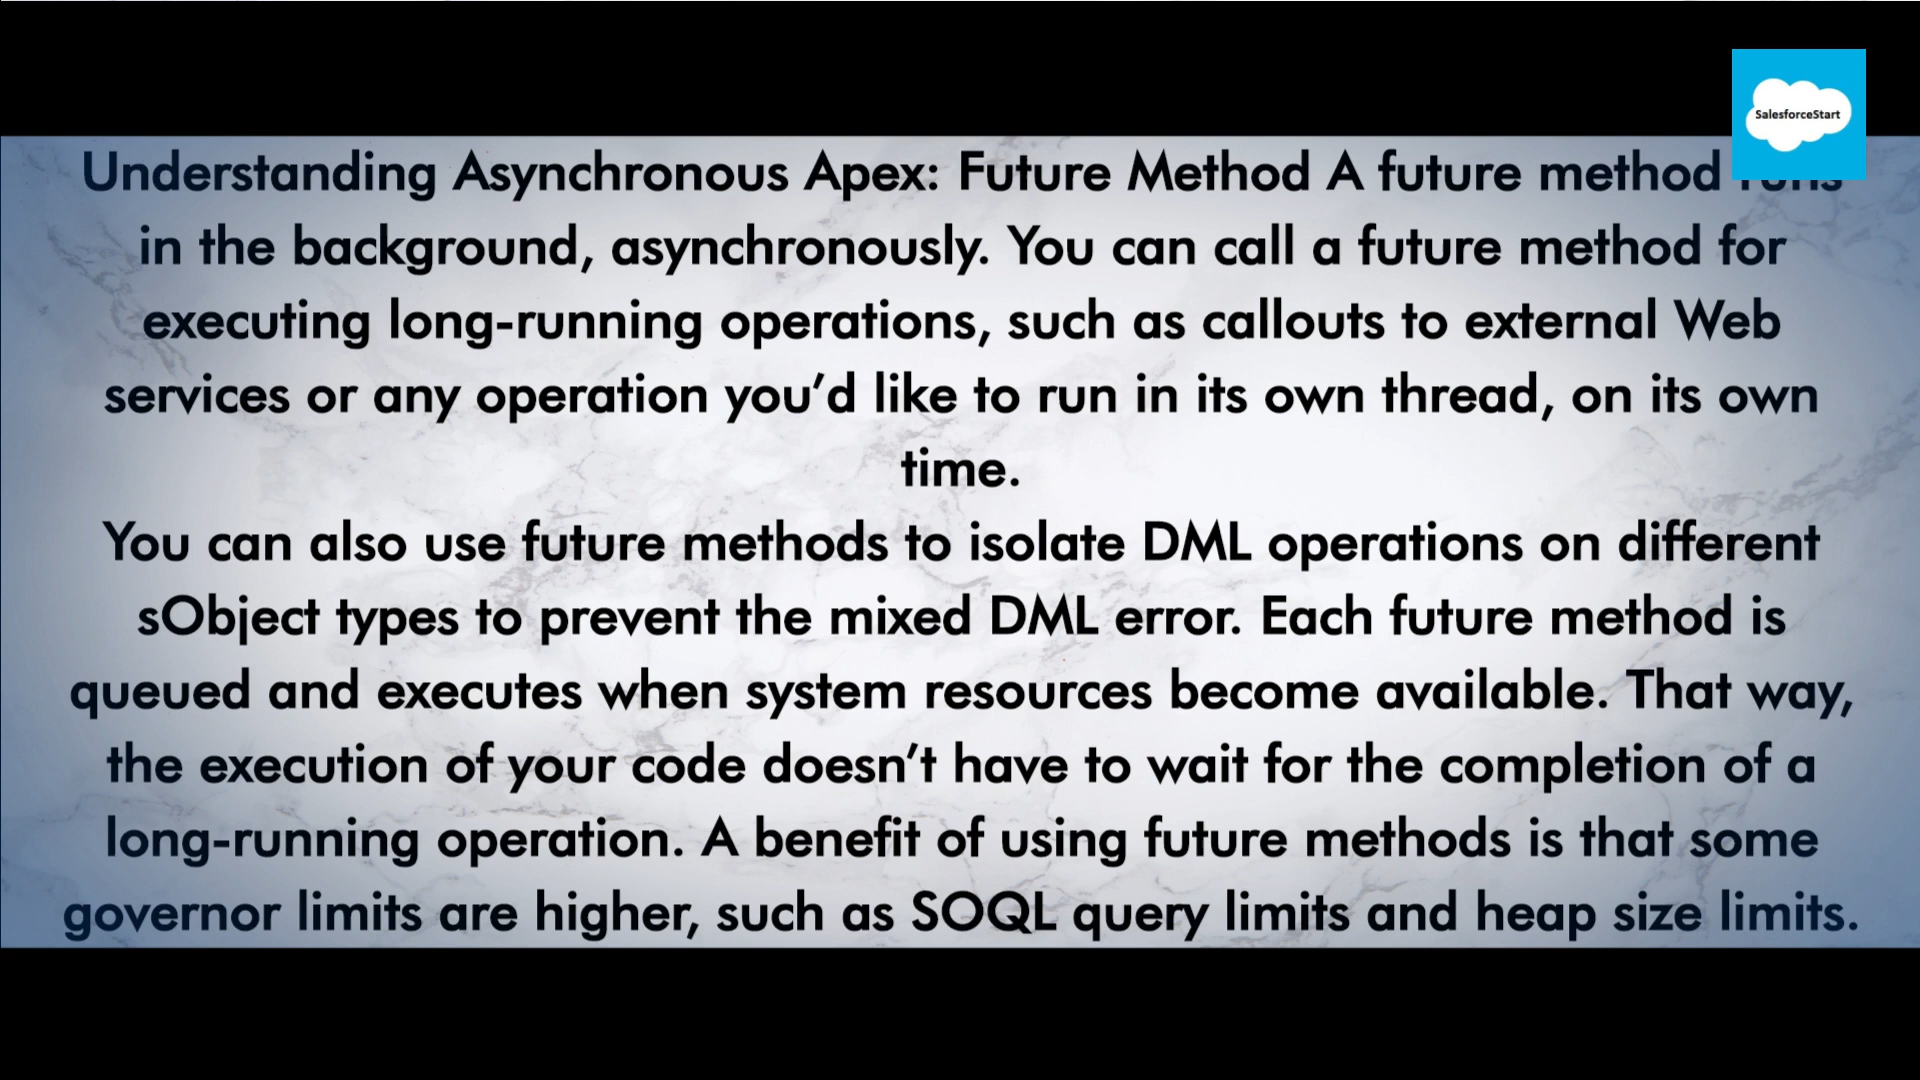 SalesforceStart
Understanding Asynchronous Apex: Future Method A future method runs
in the background, asynchronously. You can call a future method for
executing long-running operations, such as callouts to external Web
services or any operation you’d like to run in its own thread, on its own
time.
You can also use future methods to isolate DML operations on different
sObject types to prevent the mixed DML error. Each future method is
queued and executes when system resources become available. That way,
the execution of your code doesn’t have to wait for the completion of a
long-running operation. A benefit of using future methods is that some
governor limits are higher, such as SOQL query limits and heap size limits.